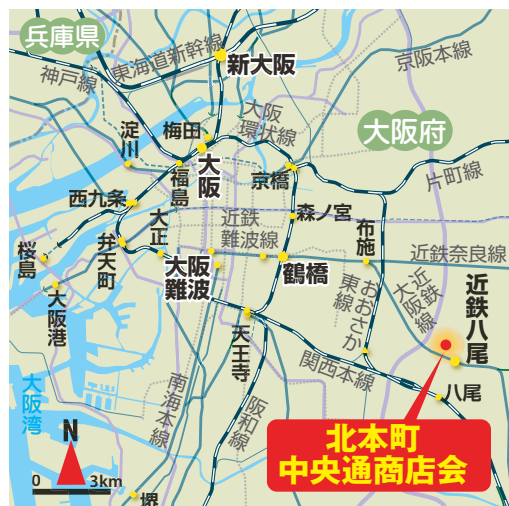 兵庫県
東海道新幹線
神戸線
新大阪
京阪本線
大阪
環状線
大阪府
淀川
梅田
大阪
福島
京橋
片町線
西九条
大正
近鉄
難波線
森ノ宮
布施
近鉄奈良線
桜島
弁天町
大阪
難波
鶴橋
おおさか
東線
近鉄
大阪線
近鉄八尾
大阪港
天王寺
関西本線
八尾
大阪湾
南海本線
阪和線
北本町
中央通商店会
N
0
3km
堺